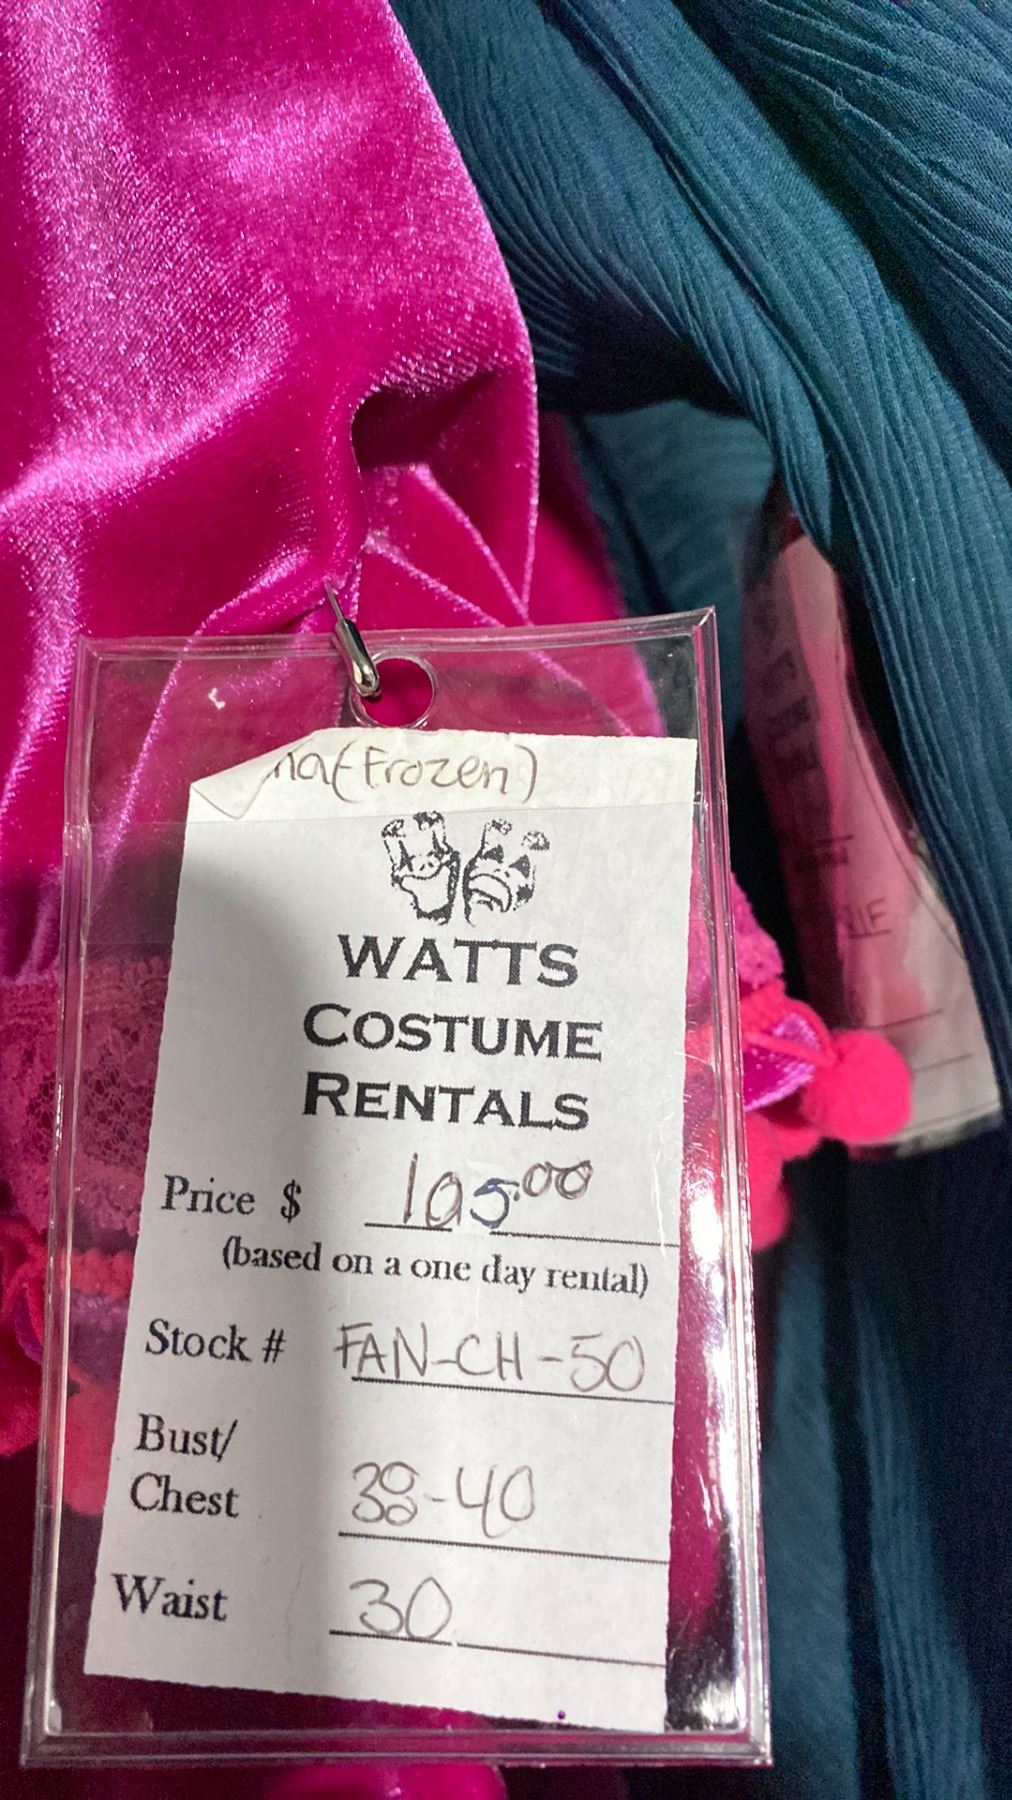 na (Frozen)
WATTS
COSTUME
RENTALS
Price $ 105.00
(based on a one day rental)
Stock # FAN-CH-50
Bust/
Chest 38-40
Waist 30